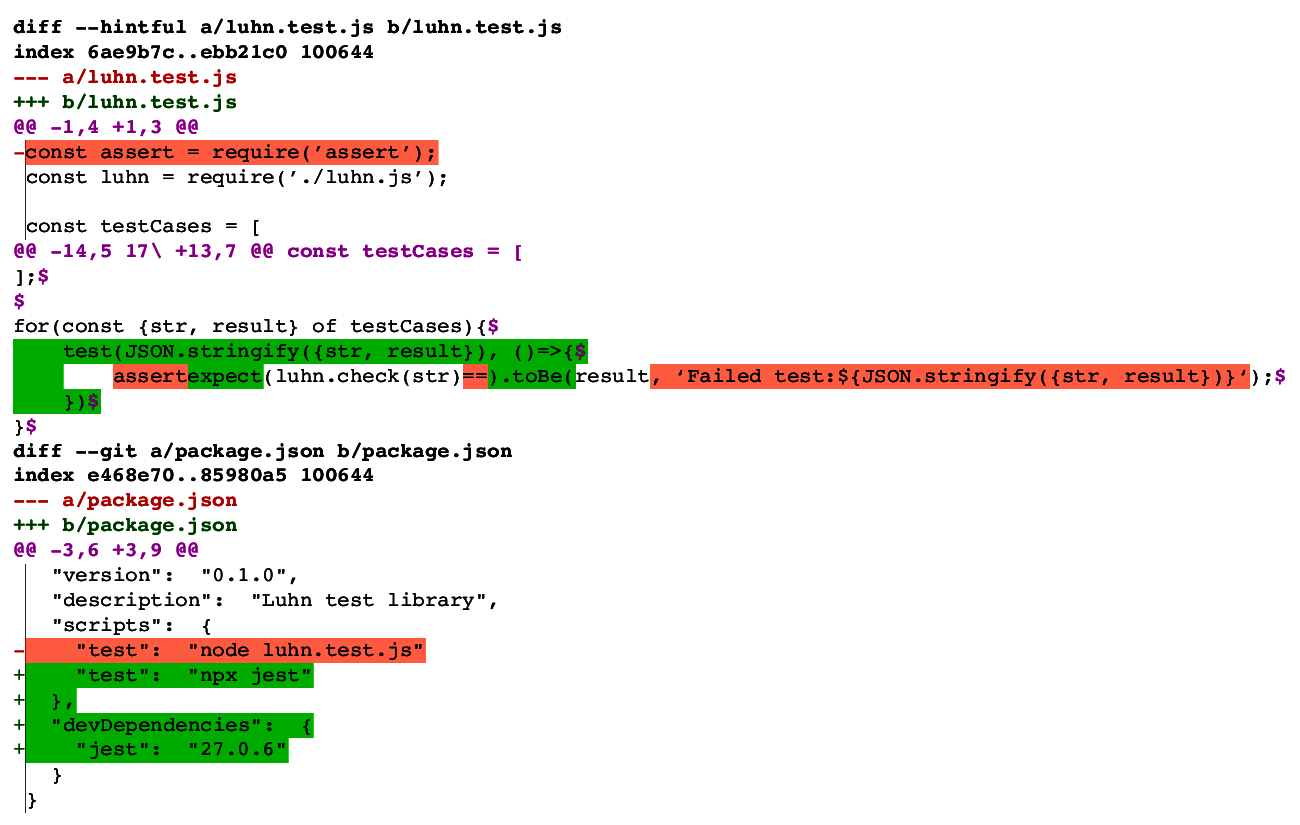 diff --hintful a/luhn.test.js b/luhn.test.js
index 6ae9b7c..ebb21c0 100644
--- a/luhn.test.js
+++ b/luhn.test.js
@@ -1,4 +1,3 @@
-const assert = require(’assert’);
 const luhn = require(’./luhn.js’);
 const testCases = [
@@ -14,5 17\ +13,7 @@ const testCases = [
];$
$
for(const {str, result} of testCases){$
    test(JSON.stringify({str, result}), ()=>{$
        assertexpect(luhn.check(str)==).toBe(result, ‘Failed test:${JSON.stringify({str, result})}‘);$
    })$
}$
diff --git a/package.json b/package.json
index e468e70..85980a5 100644
--- a/package.json
+++ b/package.json
@@ -3,6 +3,9 @@
   "version":  "0.1.0",
   "description":  "Luhn test library",
   "scripts":  {
-    "test":  "node luhn.test.js"
+    "test":  "npx jest"
+  },
+  "devDependencies":  {
+    "jest":  "27.0.6"
   }
 }